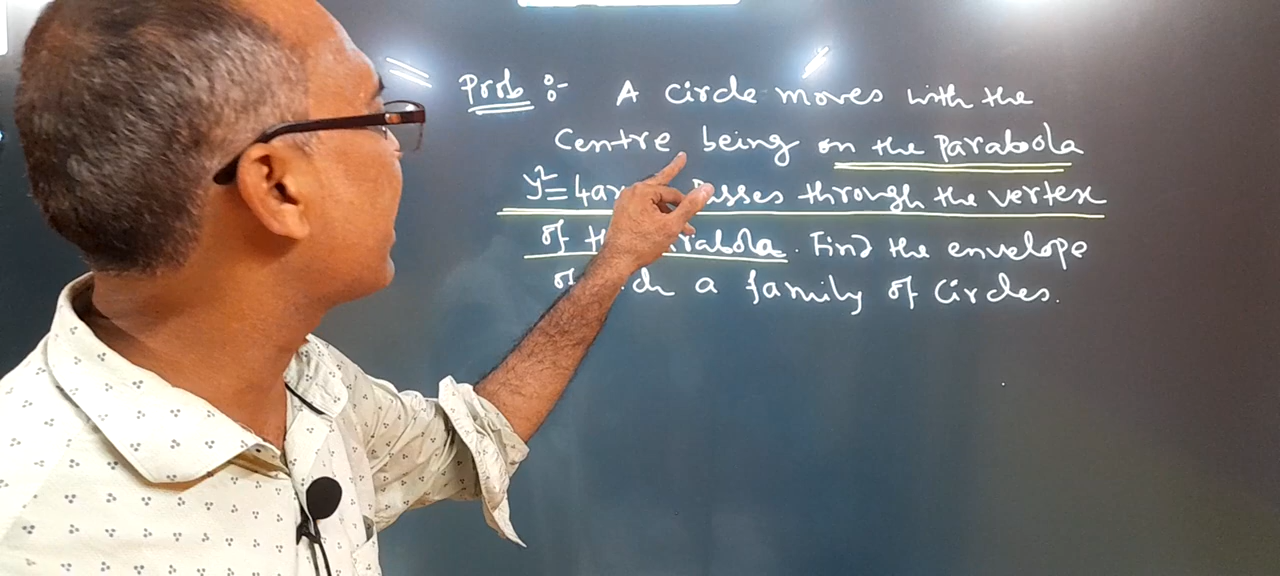 Prob :- A circle moves with the
Centre being on the Parabola
y²=4ax Passes through the vertex
of the Parabola. Find the envelope
of a family of Circles.